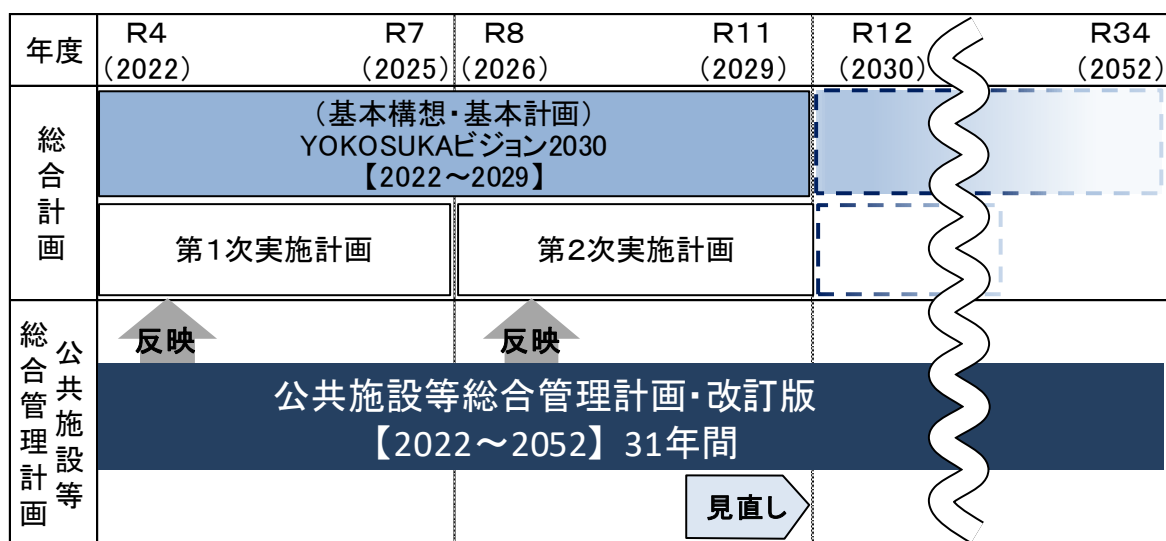 年度
R4
(2022)
R7
(2025)
R8
(2026)
R11
(2029)
R12
(2030)
R34
(2052)
総合計画
(基本構想・基本計画)
YOKOSUKAビジョン2030
【2022～2029】
第1次実施計画
第2次実施計画
公共施設等
総合管理計画
反映
反映
公共施設等総合管理計画・改訂版
【2022～2052】31年間
見直し